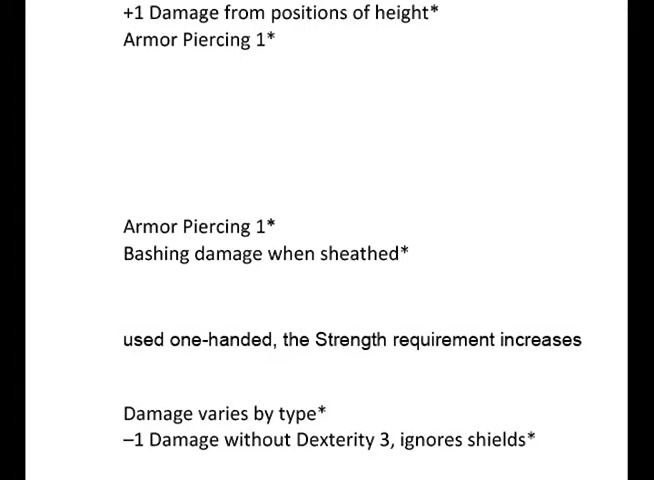 +1 Damage from positions of height*
Armor Piercing 1*
Armor Piercing 1*
Bashing damage when sheathed*
used one-handed, the Strength requirement increases
Damage varies by type*
–1 Damage without Dexterity 3, ignores shields*